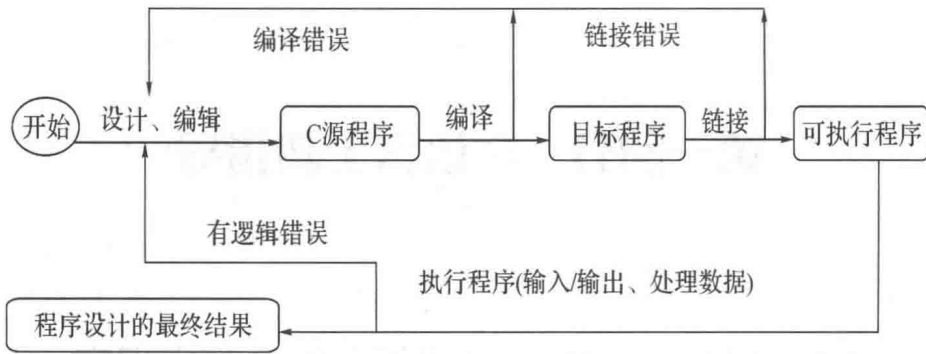 编译错误
链接错误
开始
设计、编辑
C源程序
编译
目标程序
链接
可执行程序
有逻辑错误
执行程序(输入/输出、处理数据)
程序设计的最终结果